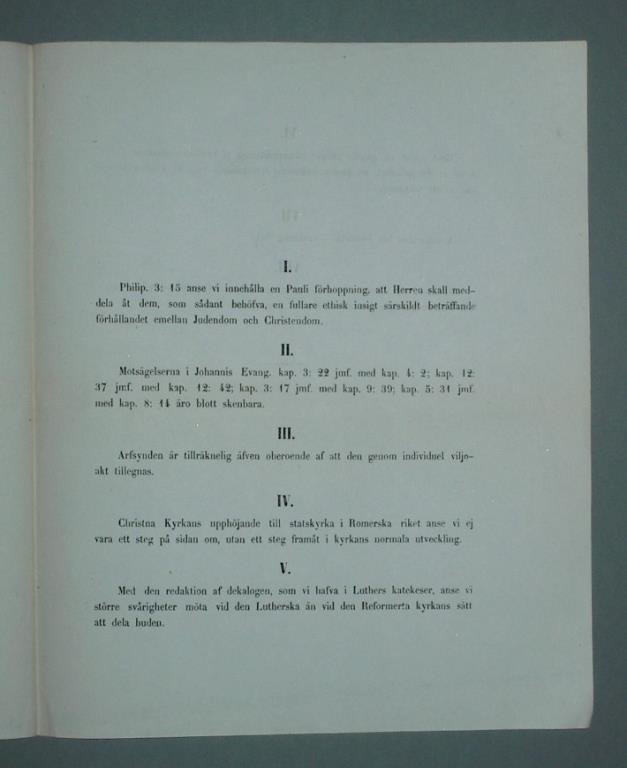 I.
Philip. 3: 15 anse vi innehålla en Pauli förhoppning, att Herren skall med-
dela åt dem, som sådant behöfva, en fullare ethisk insigt särskildt beträffande
förhållandet emellan Judendom och Christendom.
II.
Motsägelserna i Johannis Evang. kap. 3: 22 jmf. med kap. 4: 2; kap. 12:
37 jmf. med kap. 12: 42; kap. 3: 17 jmf. med kap. 9: 39; kap. 5: 31 jmf.
med kap. 8: 14 äro blott skenbara.
III.
Arfsynden är tillräknelig äfven oberoende af att den genom individuel vilje-
akt tillegnas.
IV.
Christna Kyrkans upphöjande till statskyrka i Romerska riket anse vi ej
vara ett steg på sidan om, utan ett steg framåt i kyrkans normala utveckling.
V.
Med den redaktion af dekalogen, som vi hafva i Luthers katekeser, anse vi
större svårigheter möta vid den Lutherska än vid den Reformerta kyrkans sätt
att dela buden.